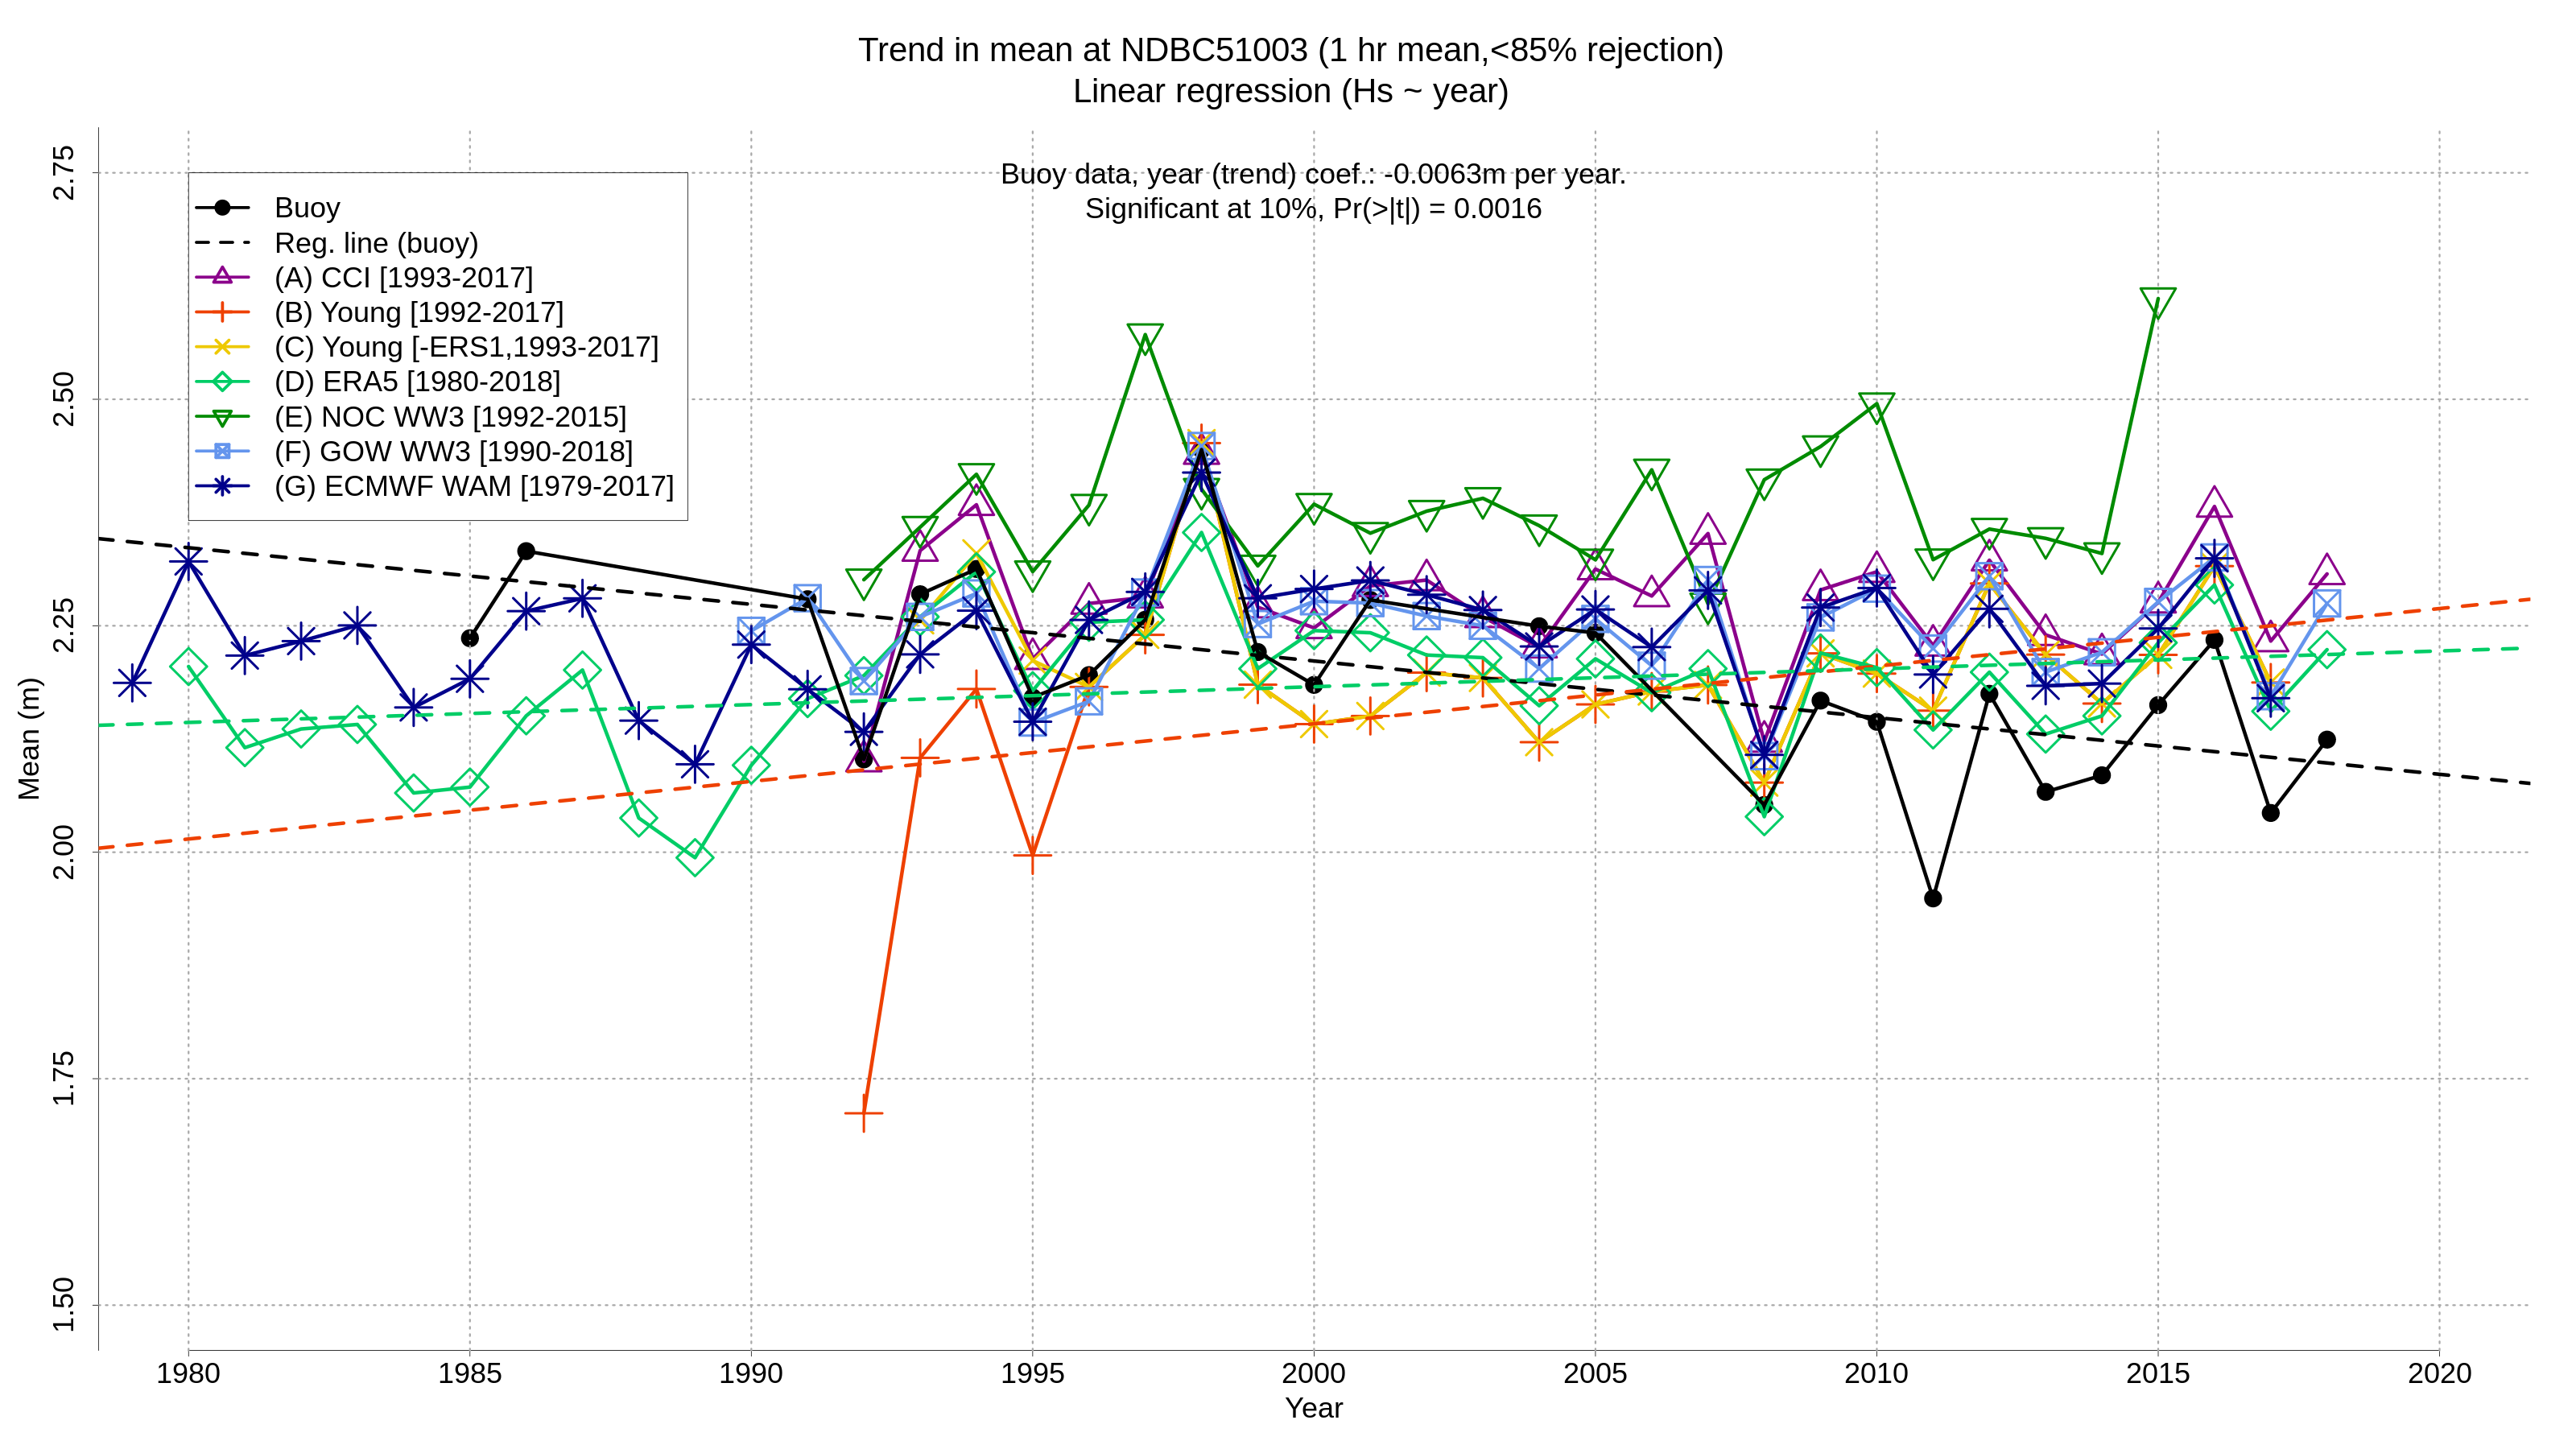 Trend in mean at NDBC51003 (1 hr mean,<85% rejection)
Linear regression (Hs ~ year)
Buoy data, year (trend) coef.: -0.0063m per year.
Significant at 10%, Pr(>|t|) = 0.0016
Buoy
Reg. line (buoy)
(A) CCI [1993-2017]
(B) Young [1992-2017]
(C) Young [-ERS1,1993-2017]
(D) ERA5 [1980-2018]
(E) NOC WW3 [1992-2015]
(F) GOW WW3 [1990-2018]
(G) ECMWF WAM [1979-2017]
Mean (m)
2.75
2.50
2.25
2.00
1.75
1.50
1980 1985 1990 1995 2000 2005 2010 2015 2020
Year